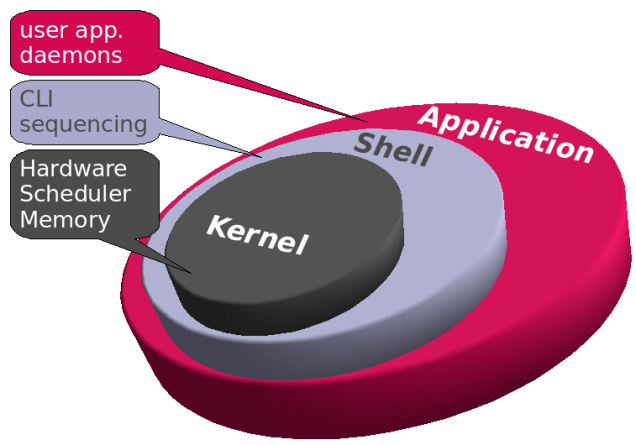 user app.
daemons
CLI
sequencing
Hardware
Scheduler
Memory
Application
Shell
Kernel